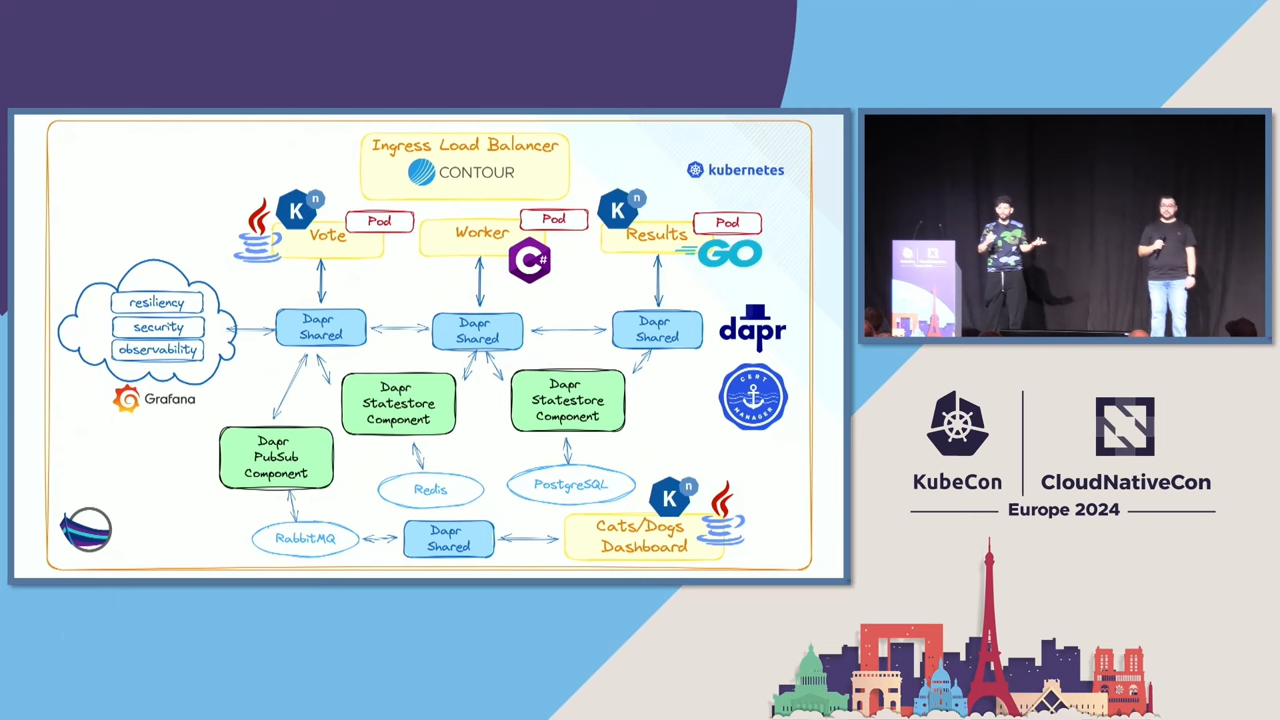 Ingress Load Balancer
CONTOUR
kubernetes
K n
Pod
Vote
Worker
Pod
C#
K n
Pod
Results
GO
resiliency
security
observability
Grafana
Dapr
Shared
Dapr
Shared
Dapr
Shared
dapr
CERT
MANAGER
Dapr
Statestore
Component
Dapr
Statestore
Component
Dapr
PubSub
Component
Redis
PostgreSQL
RabbitMQ
Dapr
Shared
K n
Cats/Dogs
Dashboard
KubeCon
CloudNativeCon
Europe 2024